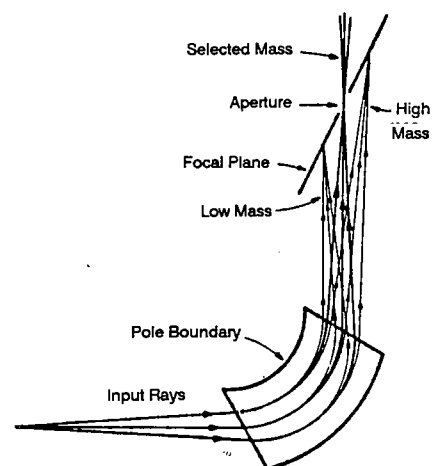 Selected Mass
Aperture
High
Mass
Focal Plane
Low Mass
Pole Boundary
Input Rays